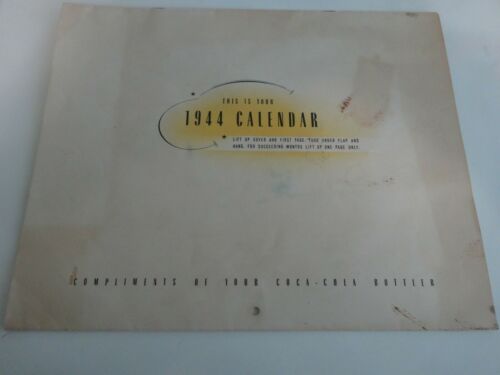 THIS IS YOUR
1944 CALENDAR
LIFT UP COVER AND FIRST PAGE. TUCK UNDER FLAP AND
HANG. FOR SUCCEEDING MONTHS LIFT UP ONE PAGE ONLY.
COMPLIMENTS OF YOUR COCA-COLA BOTTLER